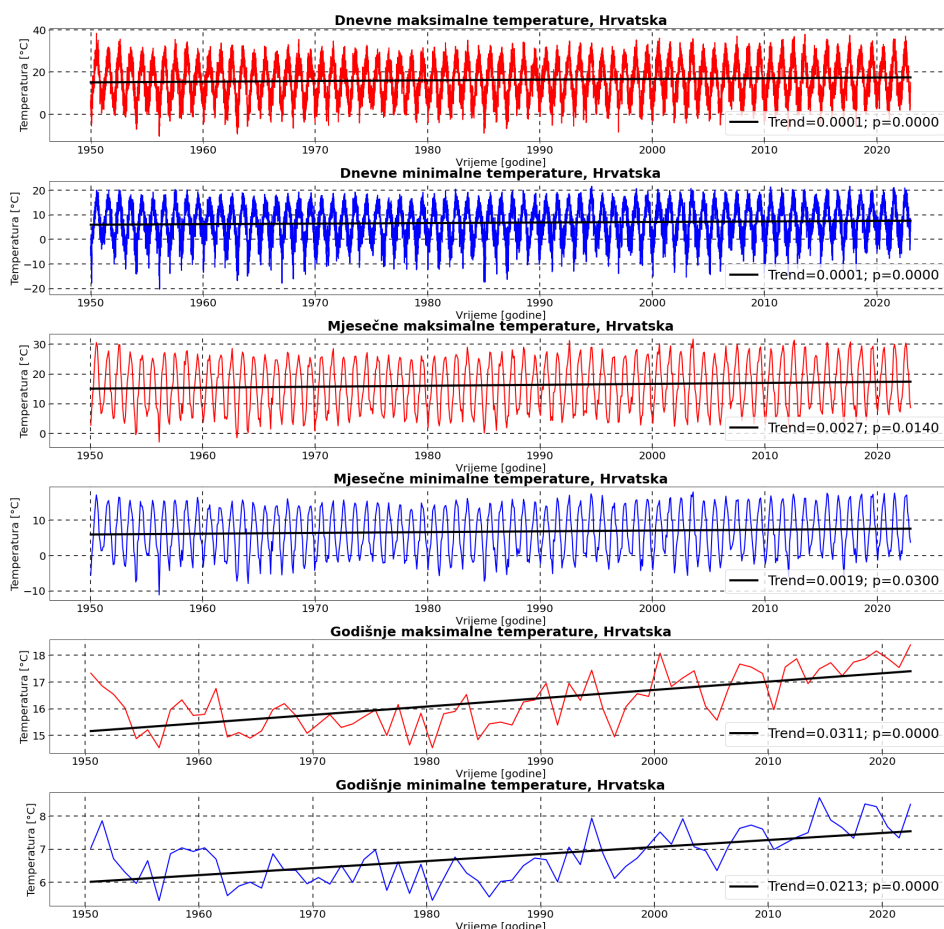 Dnevne maksimalne temperature, Hrvatska
Temperatura [°C]
40
20
0
Trend=0.0001; p=0.0000
1950 1960 1970 1980 1990 2000 2010 2020
Vrijeme [godine]
Dnevne minimalne temperature, Hrvatska
Temperatura [°C]
20
10
0
−10
−20
Trend=0.0001; p=0.0000
1950 1960 1970 1980 1990 2000 2010 2020
Vrijeme [godine]
Mjesečne maksimalne temperature, Hrvatska
Temperatura [°C]
30
20
10
0
Trend=0.0027; p=0.0140
1950 1960 1970 1980 1990 2000 2010 2020
Vrijeme [godine]
Mjesečne minimalne temperature, Hrvatska
Temperatura [°C]
10
0
−10
Trend=0.0019; p=0.0300
1950 1960 1970 1980 1990 2000 2010 2020
Vrijeme [godine]
Godišnje maksimalne temperature, Hrvatska
Temperatura [°C]
18
17
16
15
Trend=0.0311; p=0.0000
1950 1960 1970 1980 1990 2000 2010 2020
Vrijeme [godine]
Godišnje minimalne temperature, Hrvatska
Temperatura [°C]
8
7
6
Trend=0.0213; p=0.0000
1950 1960 1970 1980 1990 2000 2010 2020
Vrijeme [godine]